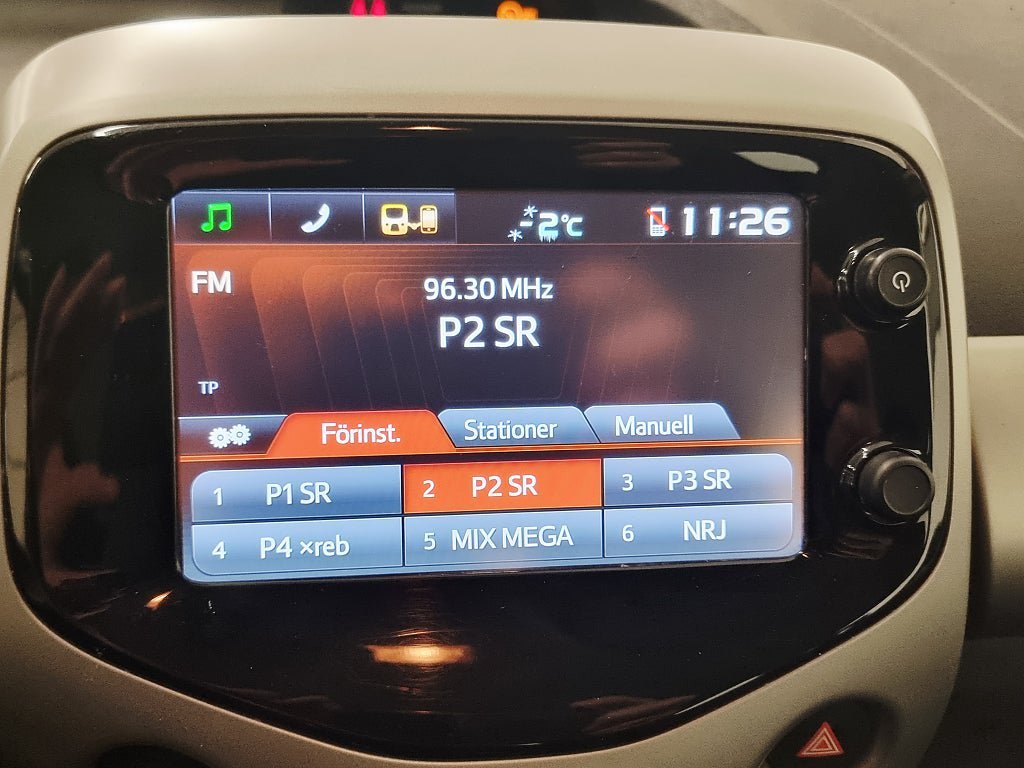 -2°C 11:26
FM
96.30 MHz
P2 SR
TP
Förinst. Stationer Manuell
1 P1 SR 2 P2 SR 3 P3 SR
4 P4 ×reb 5 MIX MEGA 6 NRJ